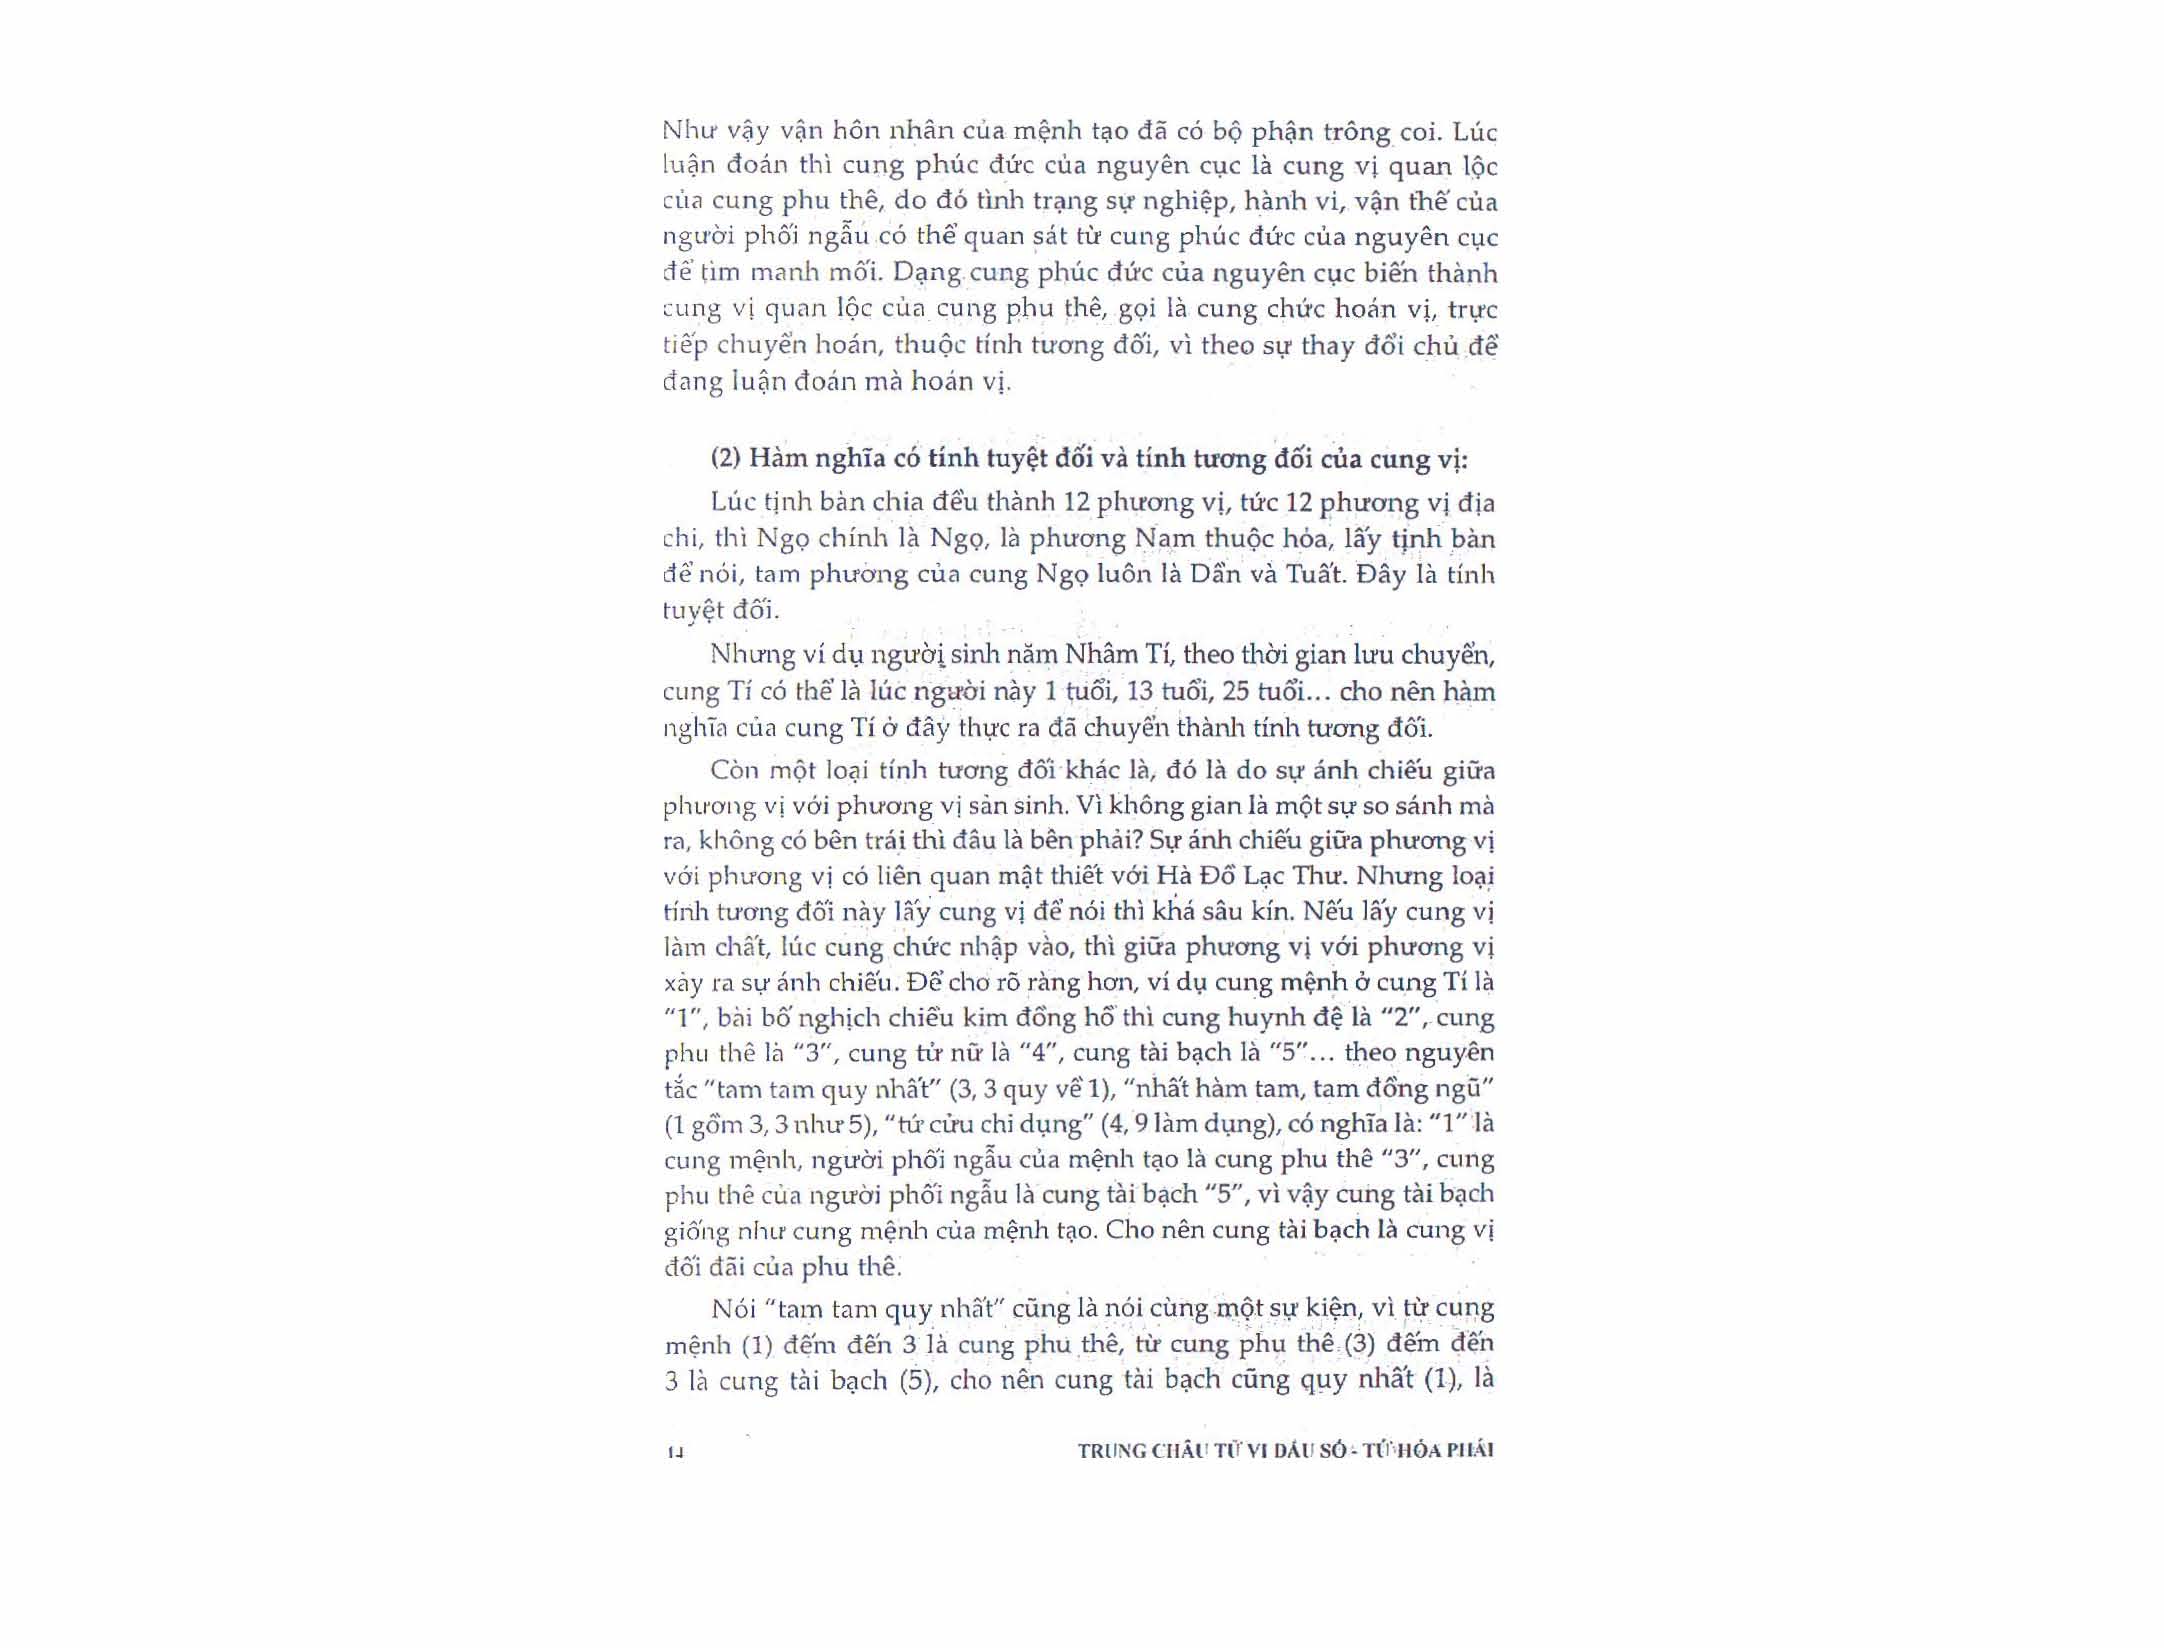 Như vậy vận hôn nhân của mệnh tạo đã có bộ phận trông coi. Lúc
luận đoán thì cung phúc đức của nguyên cục là cung vị quan lộc
của cung phu thê, do đó tình trạng sự nghiệp, hành vi, vận thế của
người phối ngẫu có thể quan sát từ cung phúc đức của nguyên cục
để tìm manh mối. Dạng cung phúc đức của nguyên cục biến thành
cung vị quan lộc của cung phu thê, gọi là cung chức hoán vị, trực
tiếp chuyển hoán, thuộc tính tương đối, vì theo sự thay đổi chủ đề
đang luận đoán mà hoán vị.
(2) Hàm nghĩa có tính tuyệt đối và tính tương đối của cung vị:
Lúc tịnh bàn chia đều thành 12 phương vị, tức 12 phương vị địa
chi, thì Ngọ chính là Ngọ, là phương Nam thuộc hỏa, lấy tịnh bàn
để nói, tam phương của cung Ngọ luôn là Dần và Tuất. Đây là tính
tuyệt đối.
Nhưng ví dụ người sinh năm Nhâm Tí, theo thời gian lưu chuyển,
cung Tí có thể là lúc người này 1 tuổi, 13 tuổi, 25 tuổi... cho nên hàm
nghĩa của cung Tí ở đây thực ra đã chuyển thành tính tương đối.
Còn một loại tính tương đối khác là, đó là do sự ánh chiếu giữa
phương vị với phương vị sản sinh. Vì không gian là một sự so sánh mà
ra, không có bên trái thì đâu là bên phải? Sự ánh chiếu giữa phương vị
với phương vị có liên quan mật thiết với Hà Đồ Lạc Thư. Nhưng loại
tính tương đối này lấy cung vị để nói thì khá sâu kín. Nếu lấy cung vị
làm chất, lúc cung chức nhập vào, thì giữa phương vị với phương vị
xảy ra sự ánh chiếu. Để cho rõ ràng hơn, ví dụ cung mệnh ở cung Tí là
"1", bài bố nghịch chiều kim đồng hồ thì cung huynh đệ là "2", cung
phu thê là "3", cung tử nữ là "4", cung tài bạch là "5"... theo nguyên
tắc "tam tam quy nhất" (3, 3 quy về 1), "nhất hàm tam, tam đồng ngũ"
(1 gồm 3, 3 như 5), "tứ cửu chi dụng" (4, 9 làm dụng), có nghĩa là: "1" là
cung mệnh, người phối ngẫu của mệnh tạo là cung phu thê "3", cung
phu thê của người phối ngẫu là cung tài bạch "5", vì vậy cung tài bạch
giống như cung mệnh của mệnh tạo. Cho nên cung tài bạch là cung vị
đối đãi của phu thê.
Nói "tam tam quy nhất" cũng là nói cùng một sự kiện, vì từ cung
mệnh (1) đếm đến 3 là cung phu thê, từ cung phu thê (3) đếm đến
3 là cung tài bạch (5), cho nên cung tài bạch cũng quy nhất (1), là
14 TRUNG CHÂU TỬ VI ĐẨU SỐ - TỨ HÓA PHÁI